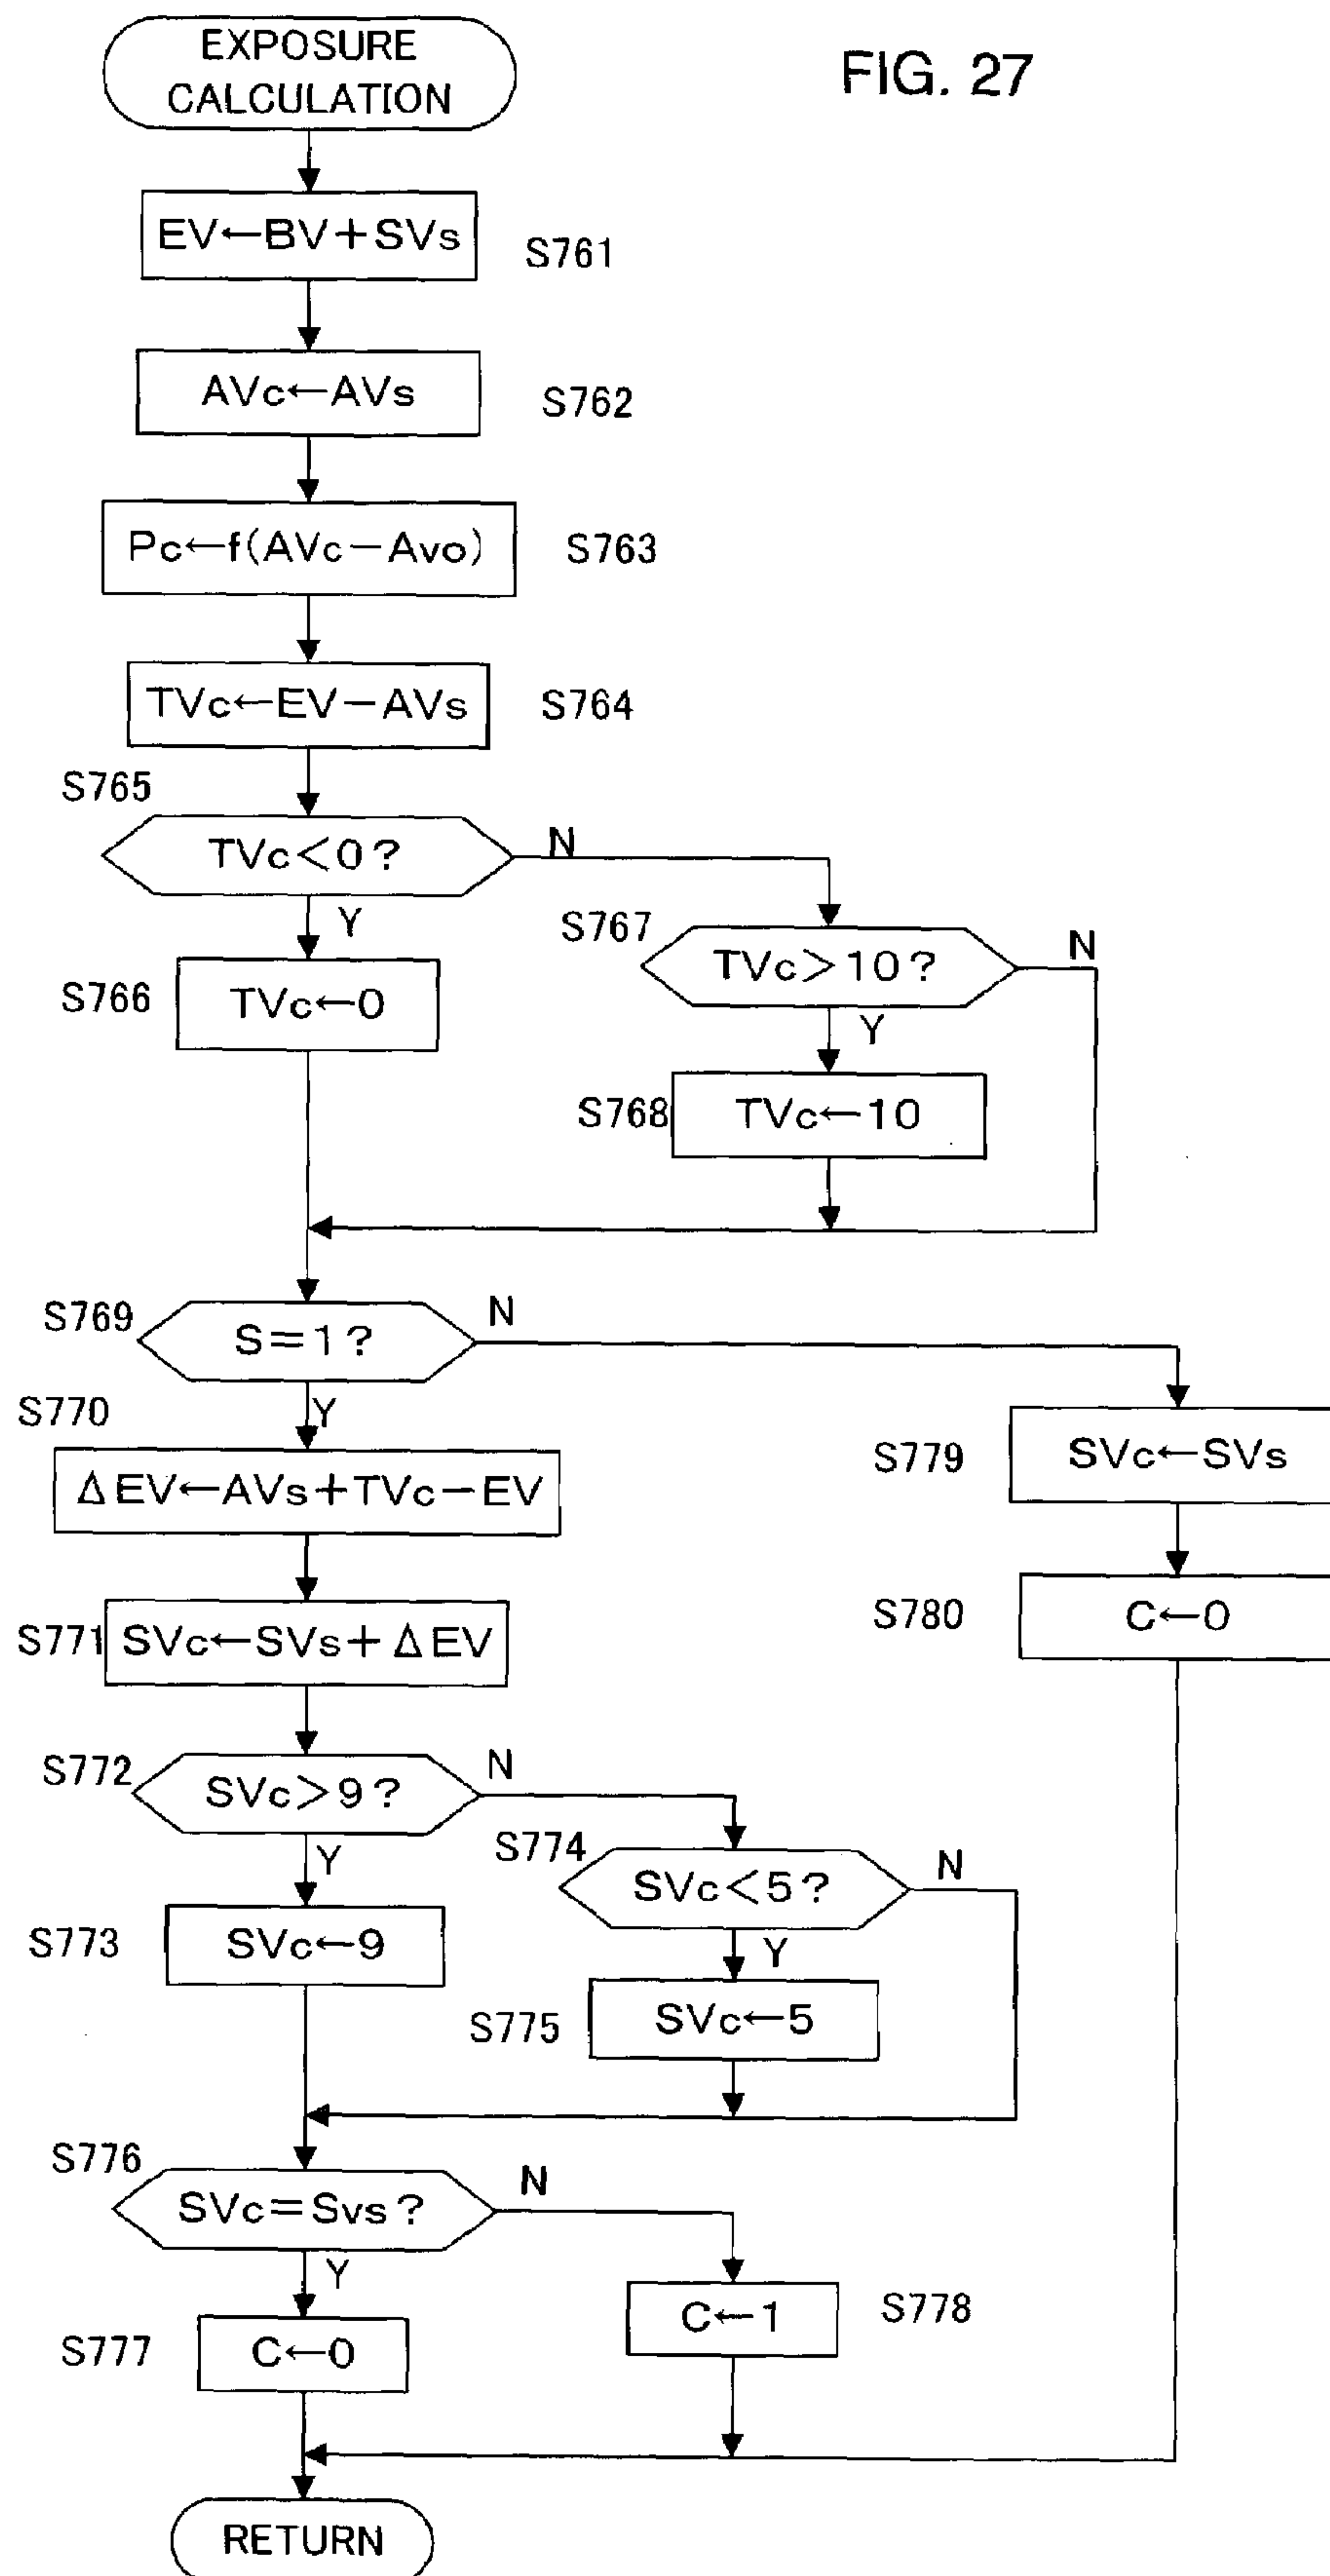 EXPOSURE
CALCULATION
FIG. 27
EV←BV+SVs
S761
AVc←AVs
S762
Pc←f(AVc−Avo)
S763
TVc←EV−AVs
S764
S765
TVc<0?
N
Y
S767
TVc>10?
N
S766
TVc←0
Y
S768
TVc←10
S769
S=1?
N
S770
Y
ΔEV←AVs+TVc−EV
S779
SVc←SVs
S771
SVc←SVs+ΔEV
S780
C←0
S772
SVc>9?
N
Y
S774
SVc<5?
N
S773
SVc←9
Y
S775
SVc←5
S776
SVc=Svs?
N
Y
C←1
S778
S777
C←0
RETURN